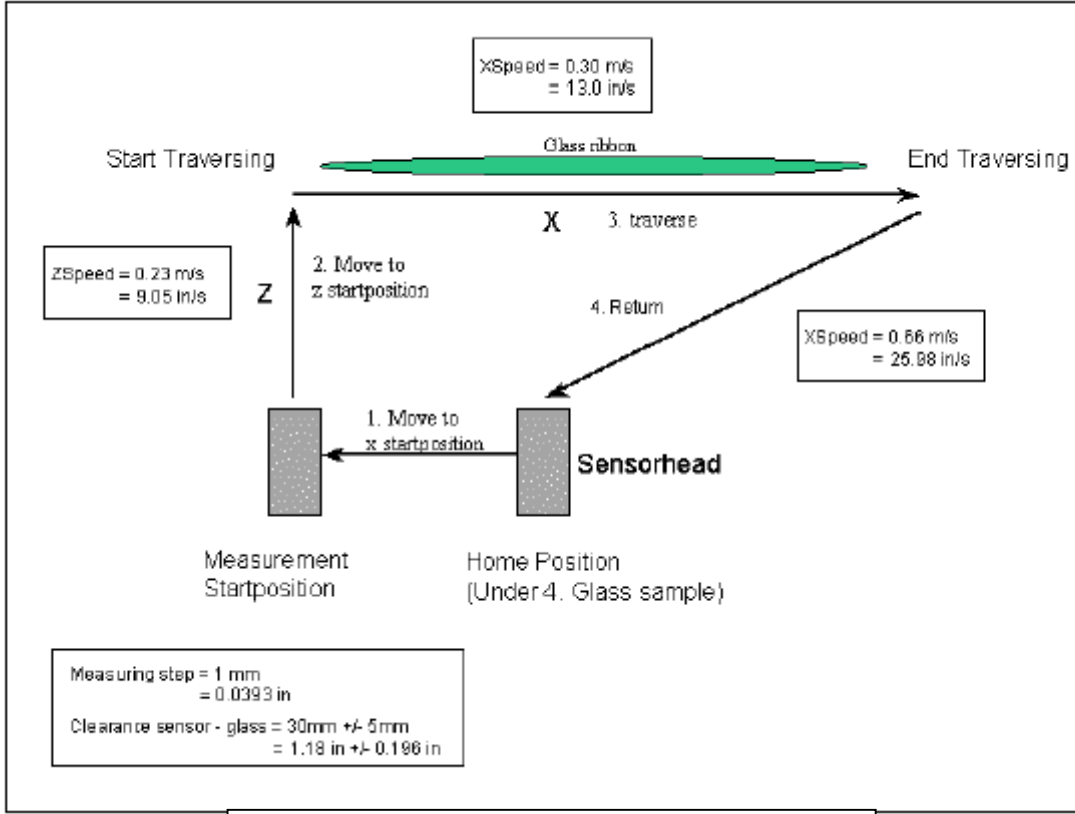 XSpeed = 0.30 m/s
= 13.0 in/s
Glass ribbon
Start Traversing
End Traversing
X
3. traverse
ZSpeed = 0.23 m/s
= 9.05 in/s
Z
2. Move to
z startposition
4. Return
XSpeed = 0.66 m/s
= 25.98 in/s
1. Move to
x startposition
Sensorhead
Measurement
Startposition
Home Position
(Under 4. Glass sample)
Measuring step = 1 mm
= 0.0393 in
Clearance sensor - glass = 30mm +/- 5mm
= 1.18 in +/- 0.196 in